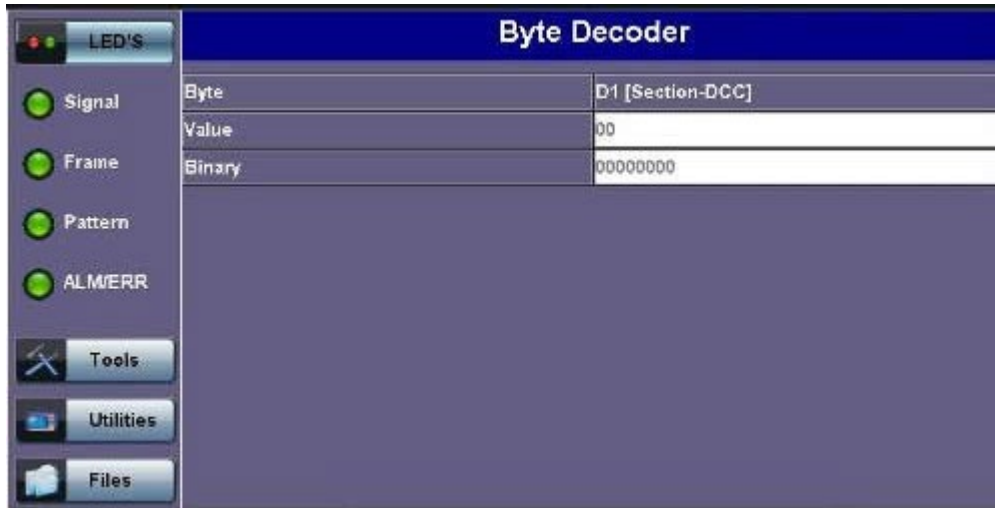 LED'S
Signal
Frame
Pattern
ALM/ERR
Tools
Utilities
Files
Byte Decoder
Byte D1 [Section-DCC]
Value 00
Binary 00000000